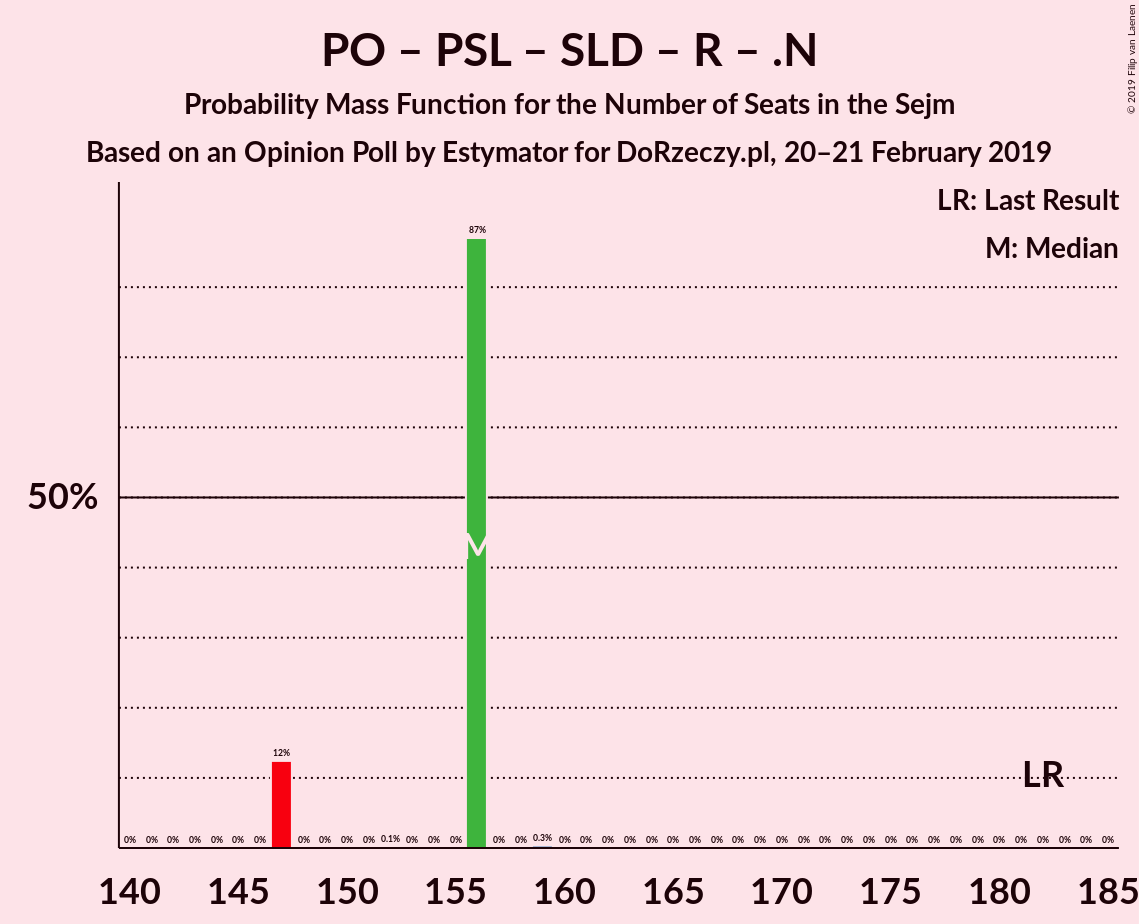 PO – PSL – SLD – R – .N
Probability Mass Function for the Number of Seats in the Sejm
Based on an Opinion Poll by Estymator for DoRzeczy.pl, 20–21 February 2019
© 2019 Filip van Laenen
LR: Last Result
M: Median
87%
50%
M
12%
LR
0% 0% 0% 0% 0% 0% 0% 0% 0% 0% 0% 0.1% 0% 0% 0% 0% 0% 0.3% 0% 0% 0% 0% 0% 0% 0% 0% 0% 0% 0% 0% 0% 0% 0% 0% 0% 0% 0% 0% 0% 0% 0% 0% 0% 0%
140 145 150 155 160 165 170 175 180 185